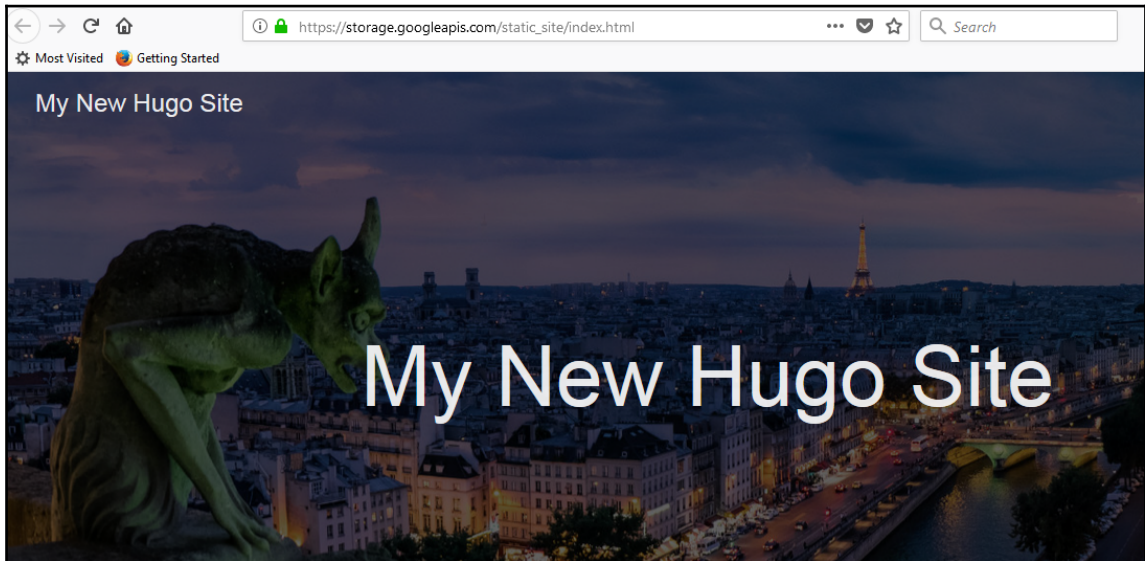 https://storage.googleapis.com/static_site/index.html
Search
Most Visited
Getting Started
My New Hugo Site
My New Hugo Site